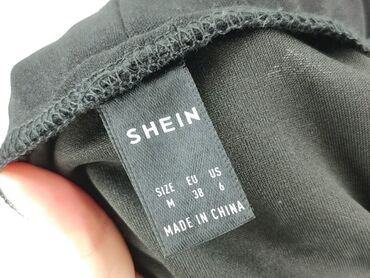 SHEIN
SIZE EU US
M 38 6
MADE IN CHINA